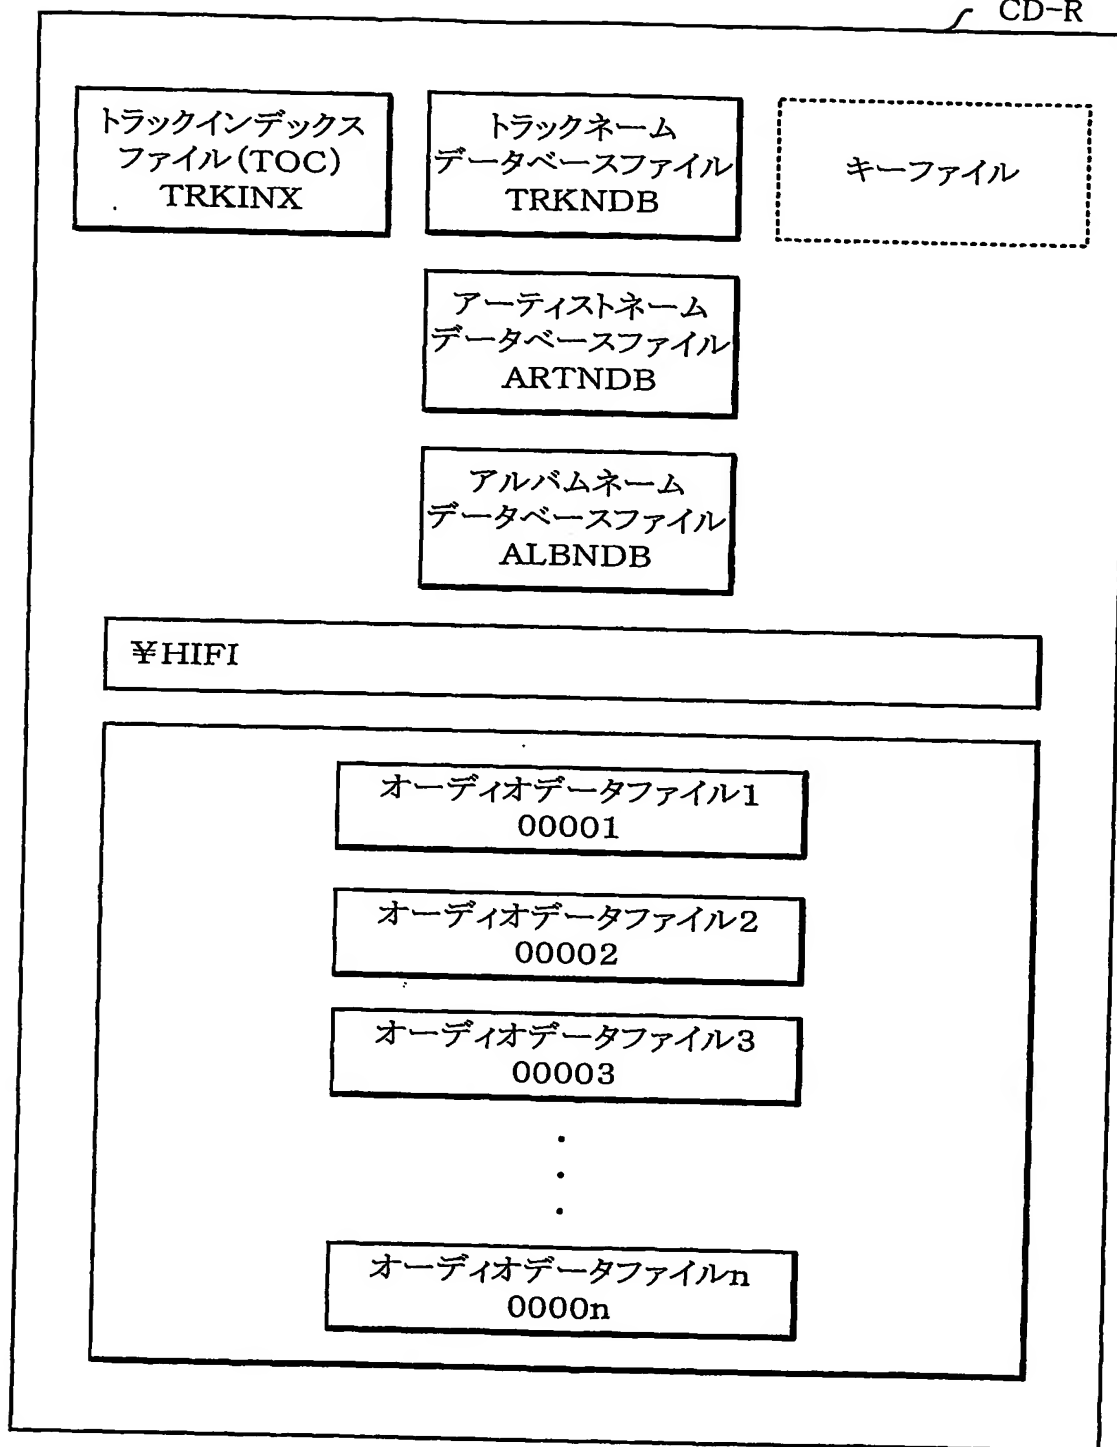 CD-R
トラックインデックス
ファイル(TOC)
TRKINX
トラックネーム
データベースファイル
TRKNDB
キーファイル
アーティストネーム
データベースファイル
ARTNDB
アルバムネーム
データベースファイル
ALBNDB
¥HIFI
オーディオデータファイル1
00001
オーディオデータファイル2
00002
オーディオデータファイル3
00003
オーディオデータファイルn
0000n